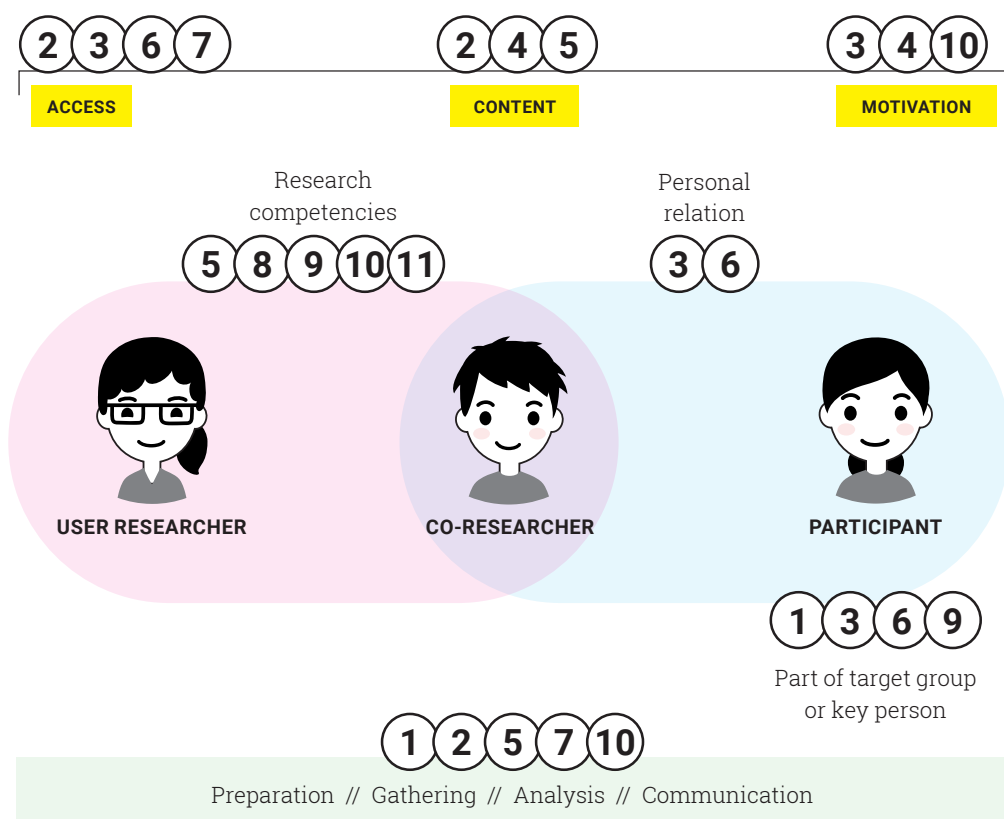 2 3 6 7
2 4 5
3 4 10
ACCESS
CONTENT
MOTIVATION
Research
competencies
5 8 9 10 11
Personal
relation
3 6
USER RESEARCHER
CO-RESEARCHER
PARTICIPANT
1 3 6 9
Part of target group
or key person
1 2 5 7 10
Preparation // Gathering // Analysis // Communication